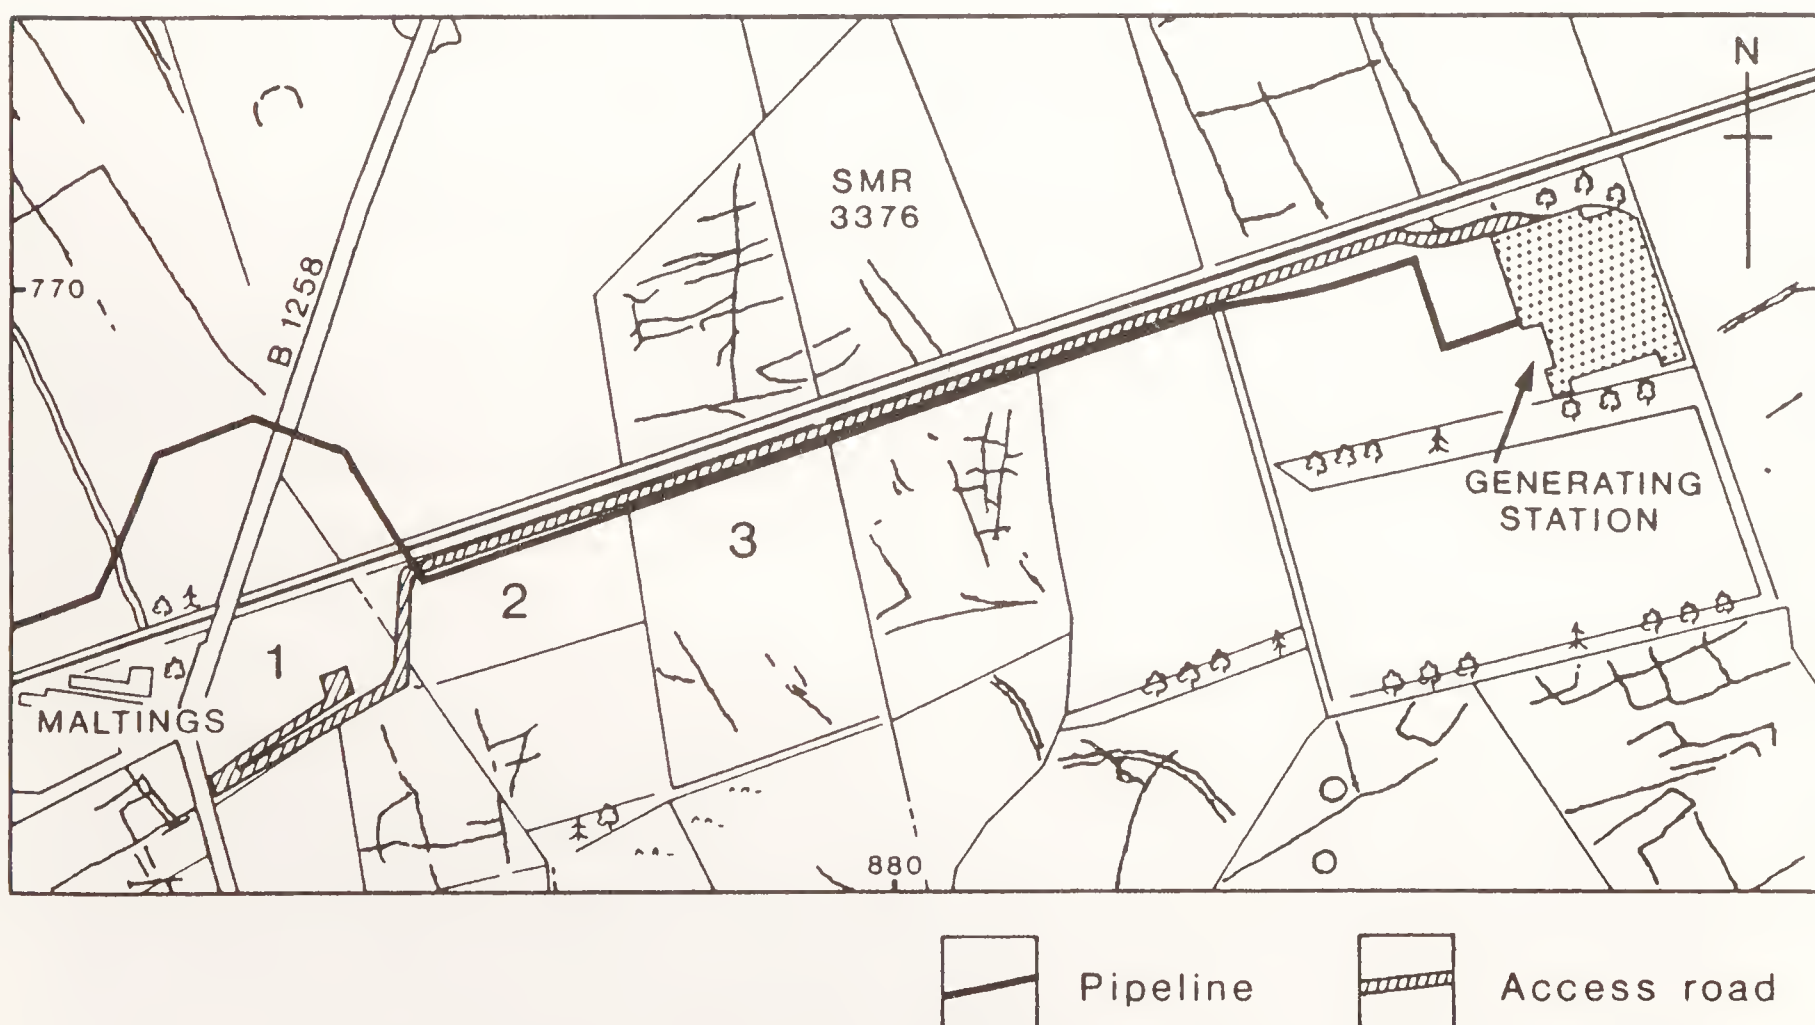 N
SMR
3376
770
B 1258
GENERATING
STATION
3
2
1
MALTINGS
880
Pipeline
Access road